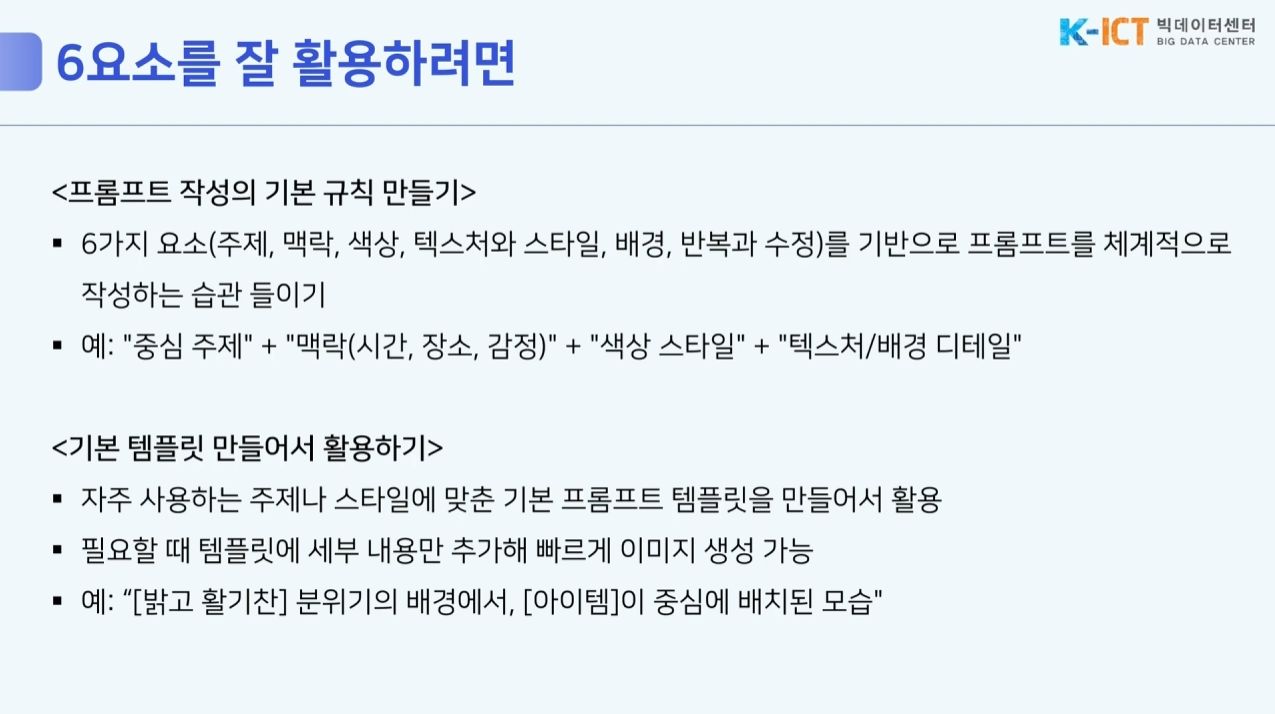 6요소를 잘 활용하려면
K-ICT 빅데이터센터
BIG DATA CENTER
<프롬프트 작성의 기본 규칙 만들기>
▪ 6가지 요소(주제, 맥락, 색상, 텍스처와 스타일, 배경, 반복과 수정)를 기반으로 프롬프트를 체계적으로
작성하는 습관 들이기
▪ 예: "중심 주제" + "맥락(시간, 장소, 감정)" + "색상 스타일" + "텍스처/배경 디테일"
<기본 템플릿 만들어서 활용하기>
▪ 자주 사용하는 주제나 스타일에 맞춘 기본 프롬프트 템플릿을 만들어서 활용
▪ 필요할 때 템플릿에 세부 내용만 추가해 빠르게 이미지 생성 가능
▪ 예: “[밝고 활기찬] 분위기의 배경에서, [아이템]이 중심에 배치된 모습"